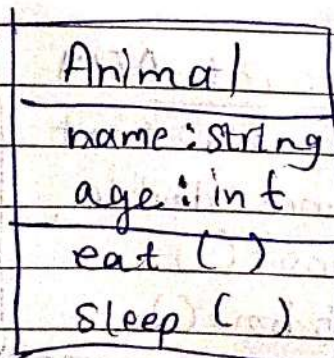 Animal
name: string
age: int
eat ( )
sleep ( )